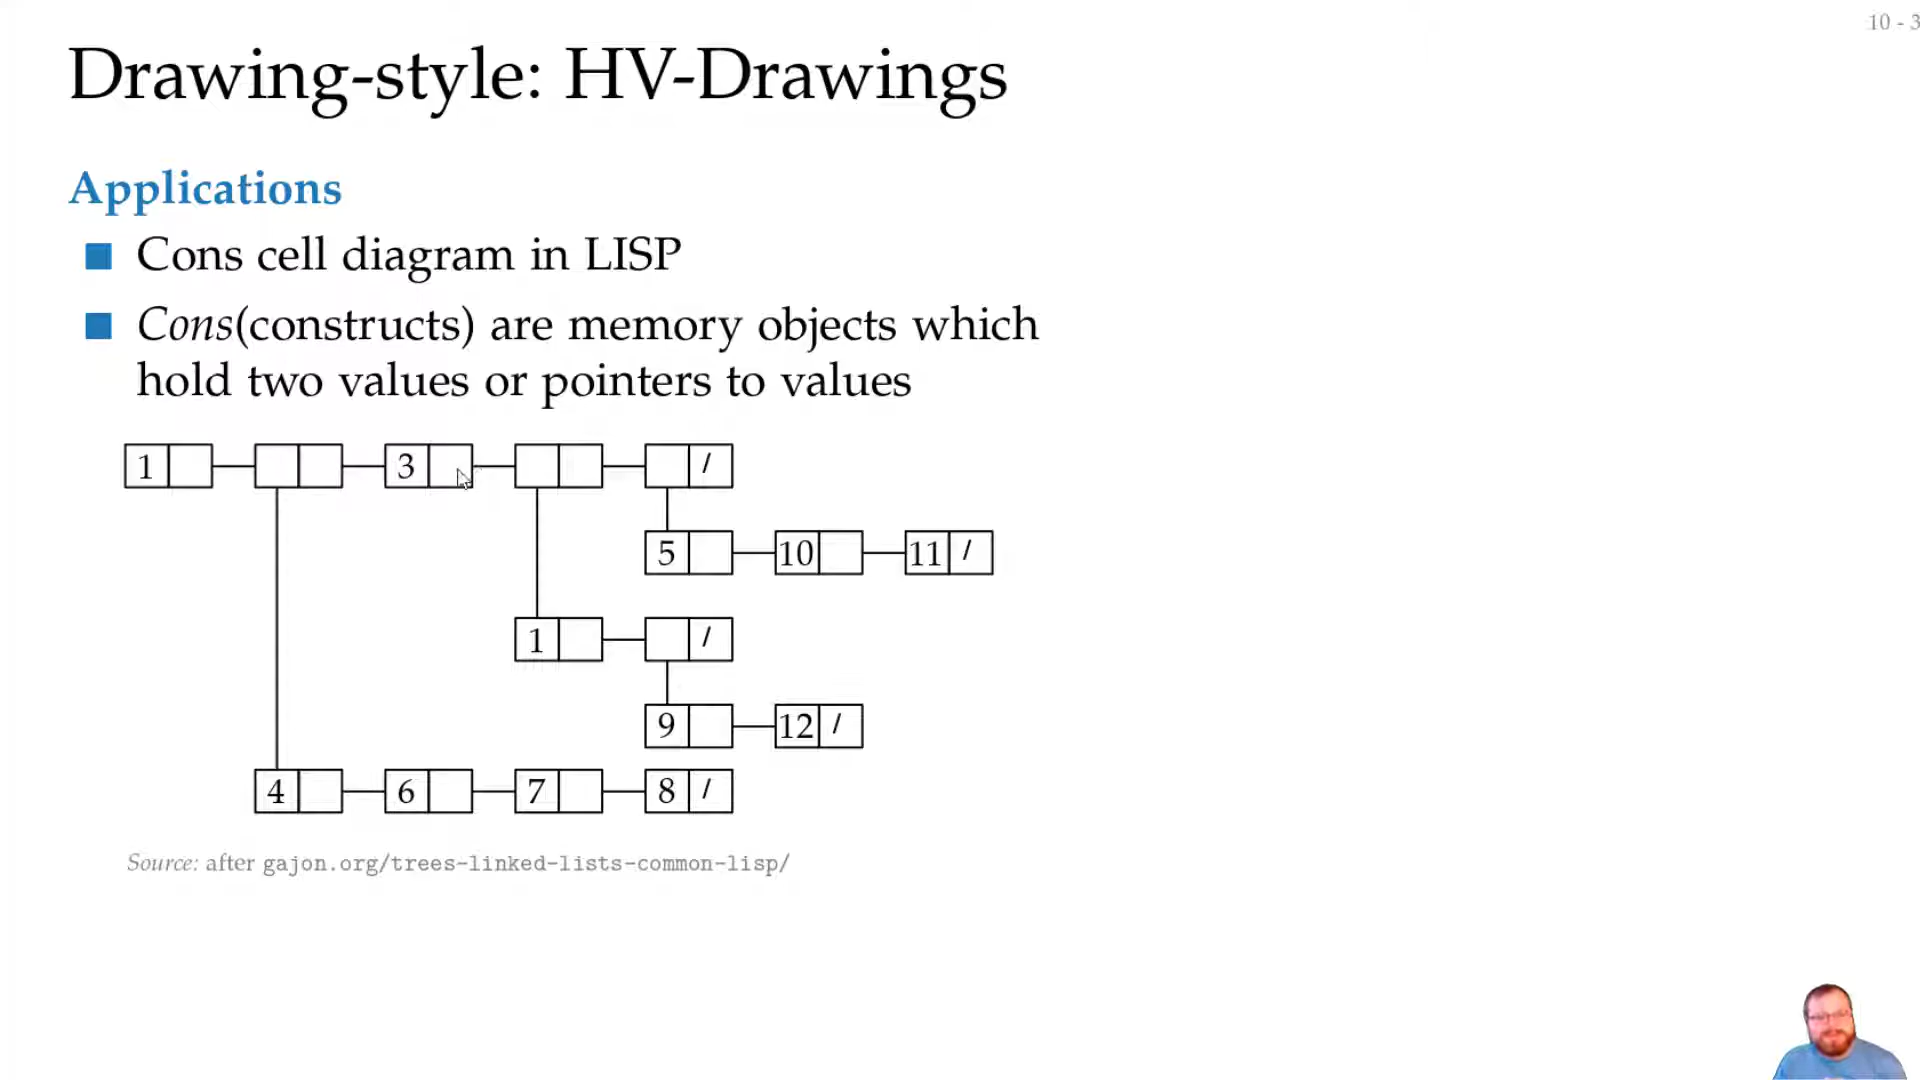 10 - 3
Drawing-style: HV-Drawings
Applications
Cons cell diagram in LISP
Cons(constructs) are memory objects which
hold two values or pointers to values
1 3 /
5 10 11 /
1 /
9 12 /
4 6 7 8 /
Source: after gajon.org/trees-linked-lists-common-lisp/